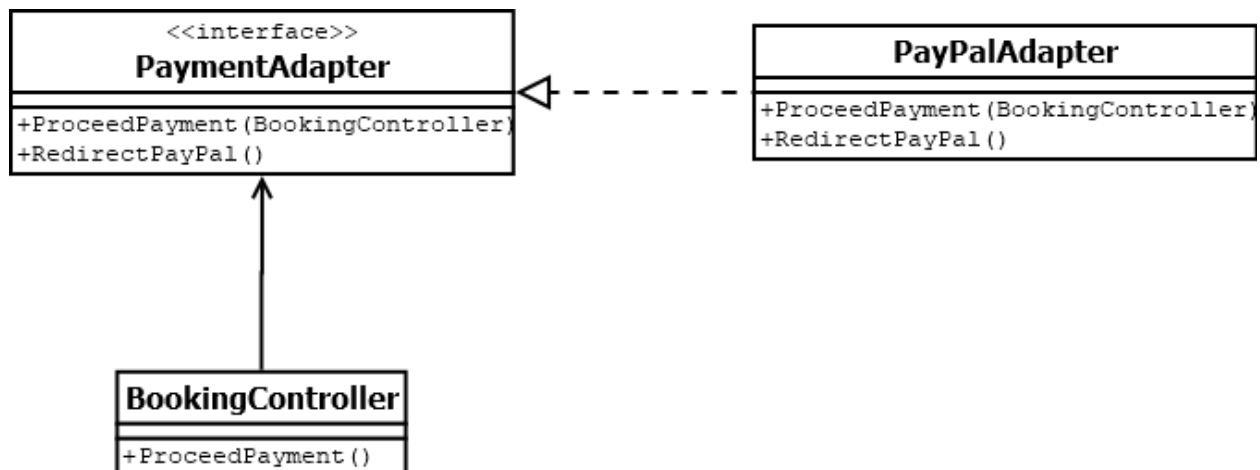 <<interface>>
PaymentAdapter
+ProceedPayment(BookingController)
+RedirectPayPal()
PayPalAdapter
+ProceedPayment(BookingController)
+RedirectPayPal()
BookingController
+ProceedPayment()